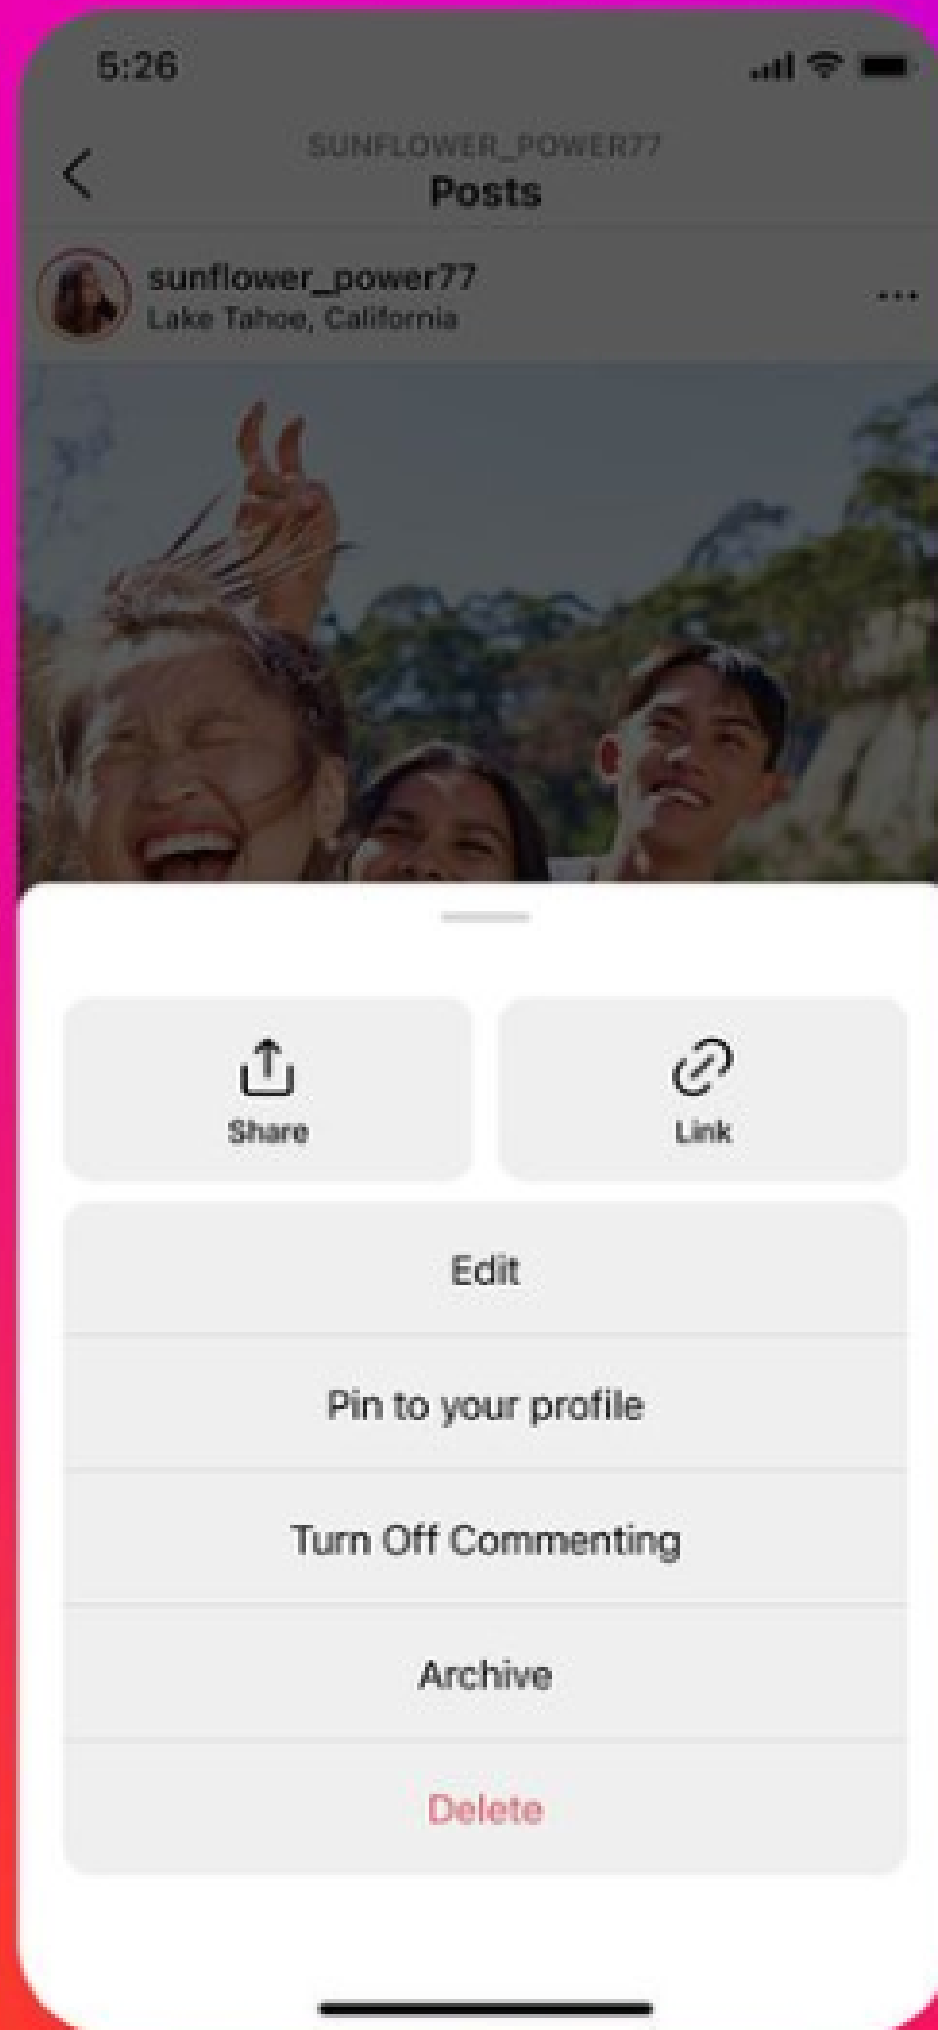 5:26
SUNFLOWER_POWER77
Posts
sunflower_power77
Lake Tahoe, California
Share
Link
Edit
Pin to your profile
Turn Off Commenting
Archive
Delete